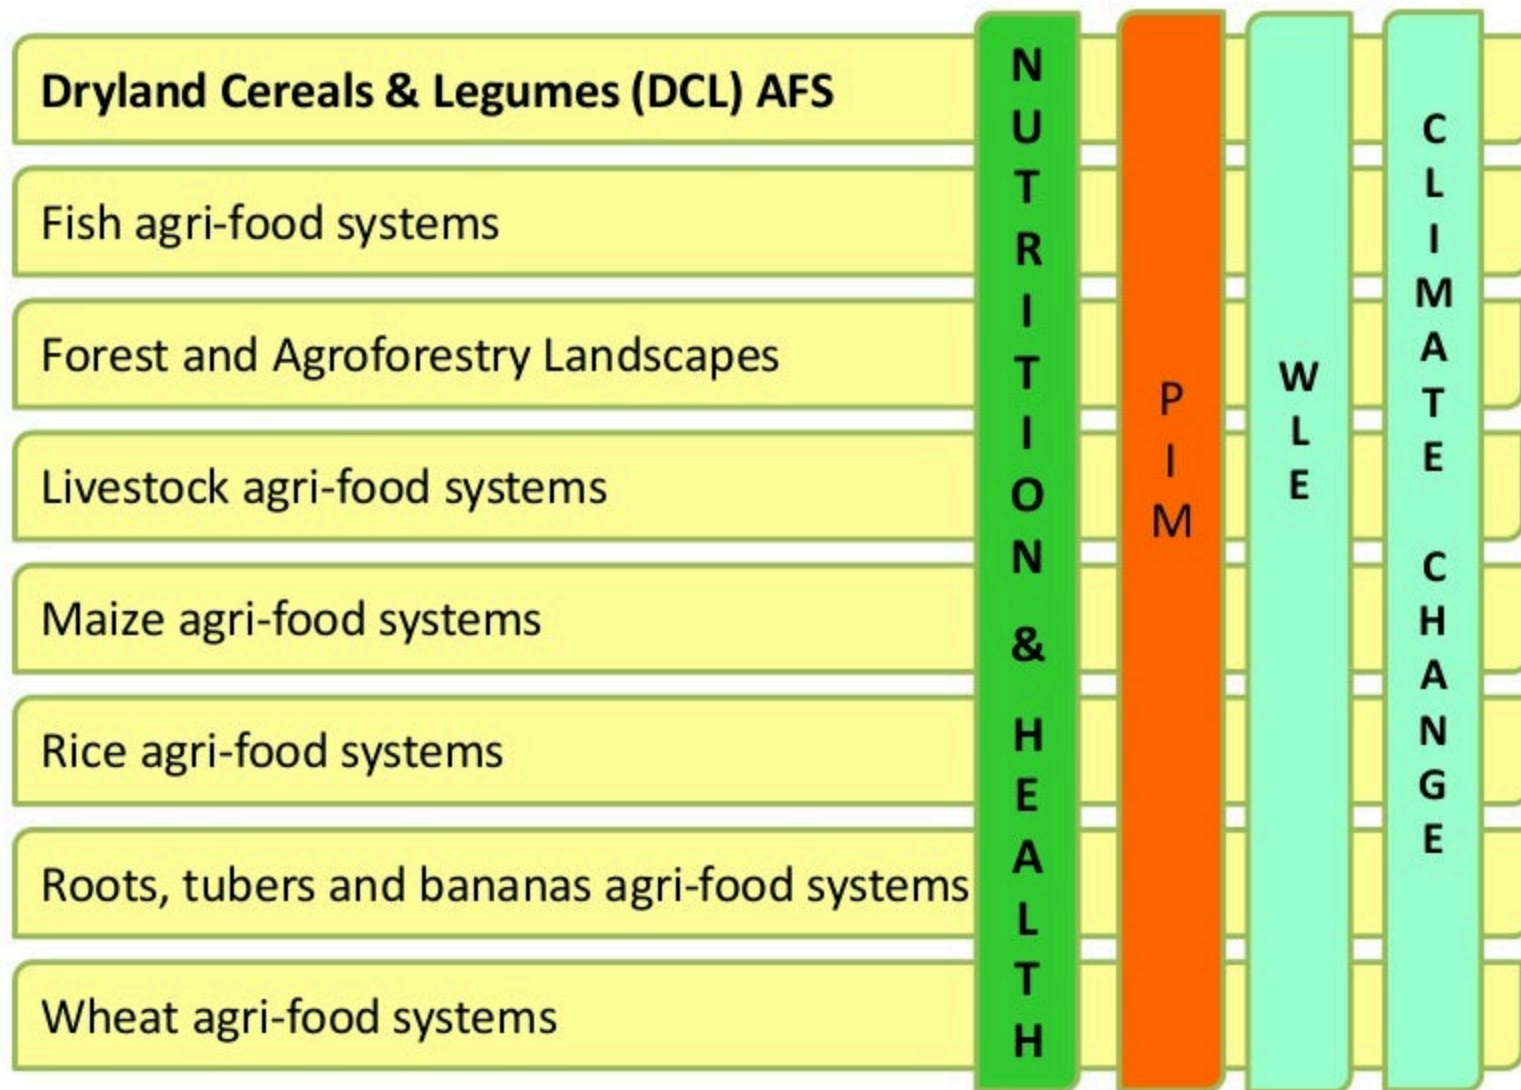 Dryland Cereals & Legumes (DCL) AFS
Fish agri-food systems
Forest and Agroforestry Landscapes
Livestock agri-food systems
Maize agri-food systems
Rice agri-food systems
Roots, tubers and bananas agri-food systems
Wheat agri-food systems
NUTRITION & HEALTH
PIM
WLE
CLIMATE CHANGE